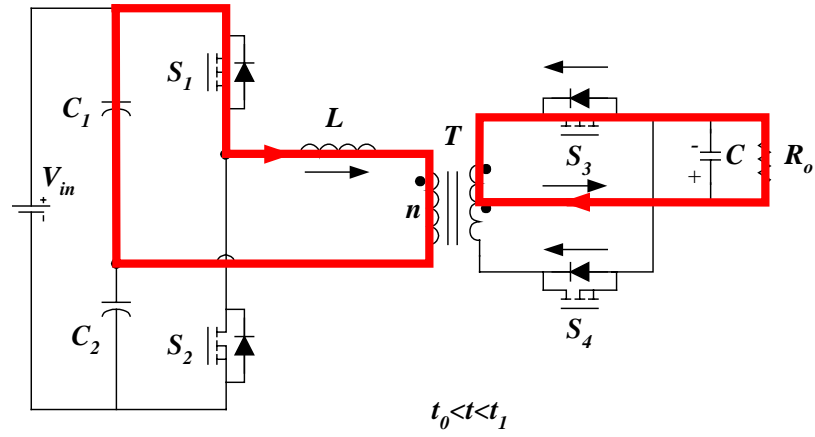 S₁
C₁
L
T
S₃
C
Rₒ
-
+
Vᵢₙ
+
-
n
C₂
S₂
S₄
t₀<t<t₁